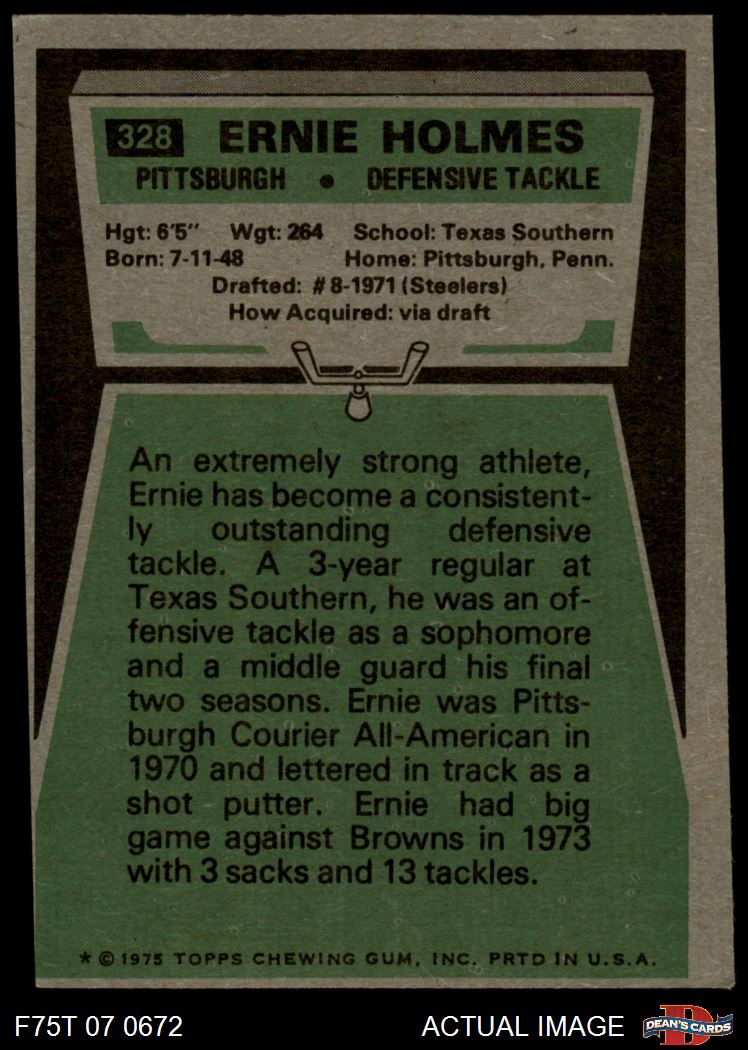 328 ERNIE HOLMES
PITTSBURGH • DEFENSIVE TACKLE
Hgt: 6'5" Wgt: 264 School: Texas Southern
Born: 7-11-48 Home: Pittsburgh, Penn.
Drafted: #8-1971 (Steelers)
How Acquired: via draft
An extremely strong athlete,
Ernie has become a consistent-
ly outstanding defensive
tackle. A 3-year regular at
Texas Southern, he was an of-
fensive tackle as a sophomore
and a middle guard his final
two seasons. Ernie was Pitts-
burgh Courier All-American in
1970 and lettered in track as a
shot putter. Ernie had big
game against Browns in 1973
with 3 sacks and 13 tackles.
* © 1975 TOPPS CHEWING GUM, INC. PRTD IN U.S.A.
F75T 07 0672 ACTUAL IMAGE D DEAN'S CARDS